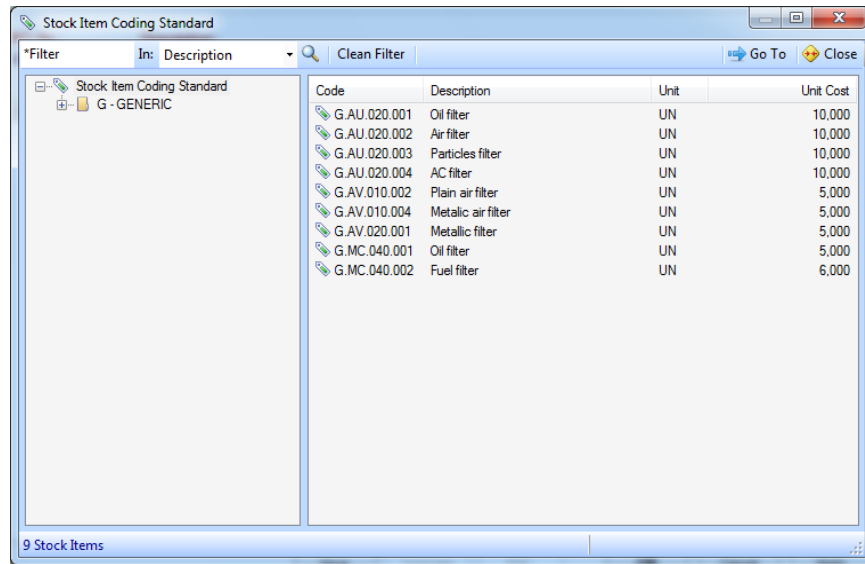 Stock Item Coding Standard
*Filter In: Description Clean Filter Go To Close
Stock Item Coding Standard
G - GENERIC
Code Description Unit Unit Cost
G.AU.020.001 Oil filter UN 10,000
G.AU.020.002 Air filter UN 10,000
G.AU.020.003 Particles filter UN 10,000
G.AU.020.004 AC filter UN 10,000
G.AV.010.002 Plain air filter UN 5,000
G.AV.010.004 Metalic air filter UN 5,000
G.AV.020.001 Metallic filter UN 5,000
G.MC.040.001 Oil filter UN 5,000
G.MC.040.002 Fuel filter UN 6,000
9 Stock Items